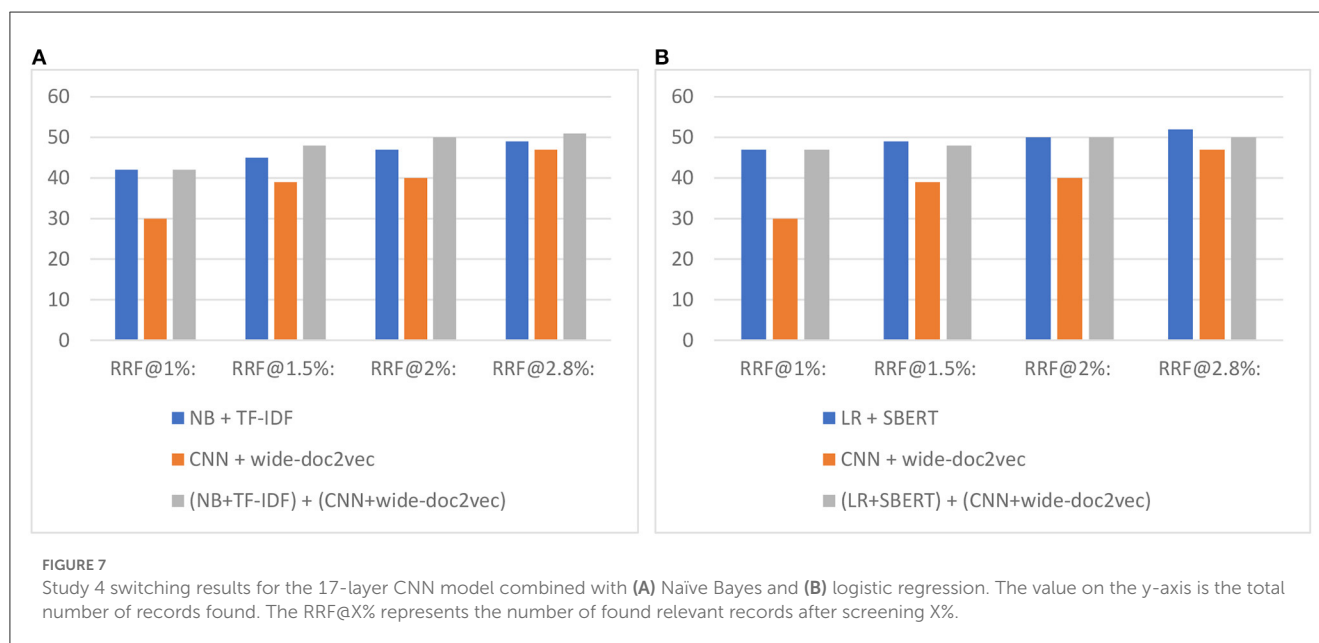 A
60
50
40
30
20
10
0
RRF@1%: RRF@1.5%: RRF@2%: RRF@2.8%:
NB + TF-IDF
CNN + wide-doc2vec
(NB+TF-IDF) + (CNN+wide-doc2vec)
B
60
50
40
30
20
10
0
RRF@1%: RRF@1.5%: RRF@2%: RRF@2.8%:
LR + SBERT
CNN + wide-doc2vec
(LR+SBERT) + (CNN+wide-doc2vec)
FIGURE 7
Study 4 switching results for the 17-layer CNN model combined with (A) Naïve Bayes and (B) logistic regression. The value on the y-axis is the total
number of records found. The RRF@X% represents the number of found relevant records after screening X%.